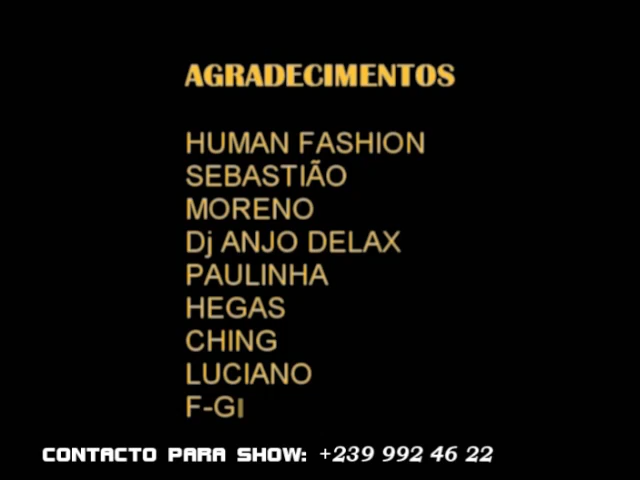 AGRADECIMENTOS
HUMAN FASHION
SEBASTIÃO
MORENO
Dj ANJO DELAX
PAULINHA
HEGAS
CHING
LUCIANO
F-GI
CONTACTO PARA SHOW: +239 992 46 22